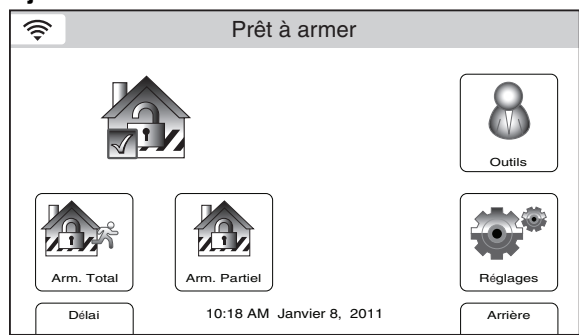 Prêt à armer
Outils
Arm. Total
Arm. Partiel
Réglages
Délai
10:18 AM Janvier 8, 2011
Arrière